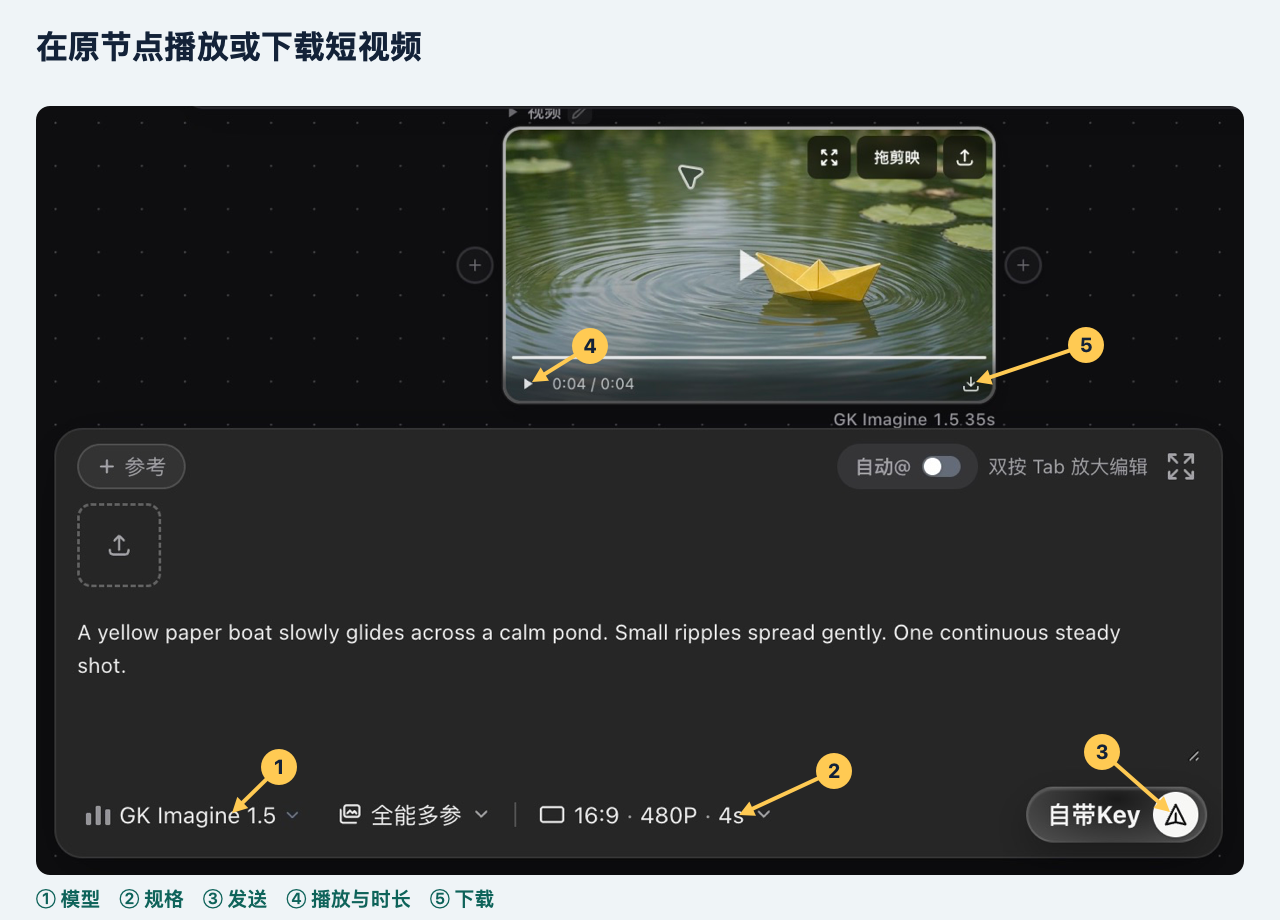 在原节点播放或下载短视频
视频
拖剪映
4
5
0:04 / 0:04
GK Imagine 1.5 35s
+ 参考
自动@
双按 Tab 放大编辑
A yellow paper boat slowly glides across a calm pond. Small ripples spread gently. One continuous steady
shot.
1
2
3
GK Imagine 1.5
全能多参
16:9 · 480P · 4s
自带Key
① 模型 ② 规格 ③ 发送 ④ 播放与时长 ⑤ 下载